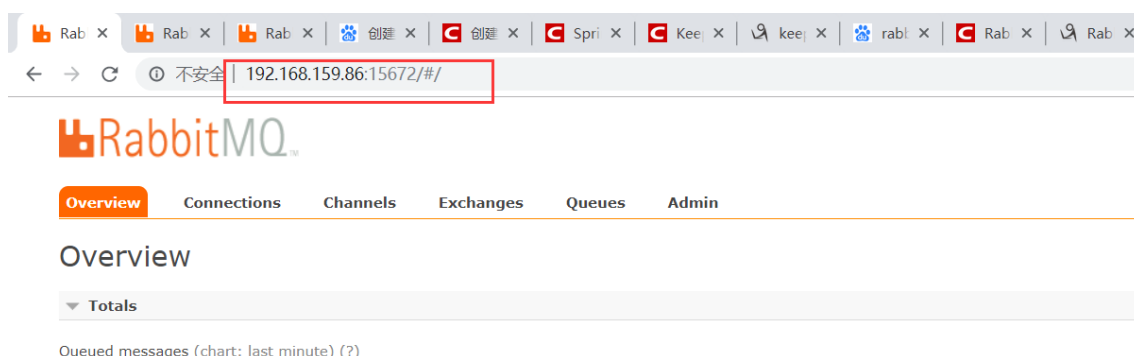 Rab Rab Rab 创建 创建 Spri Kee keep rabb Rab Rab
不安全 192.168.159.86:15672/#/
RabbitMQ
Overview Connections Channels Exchanges Queues Admin
Overview
Totals
Queued messages (chart: last minute) (?)